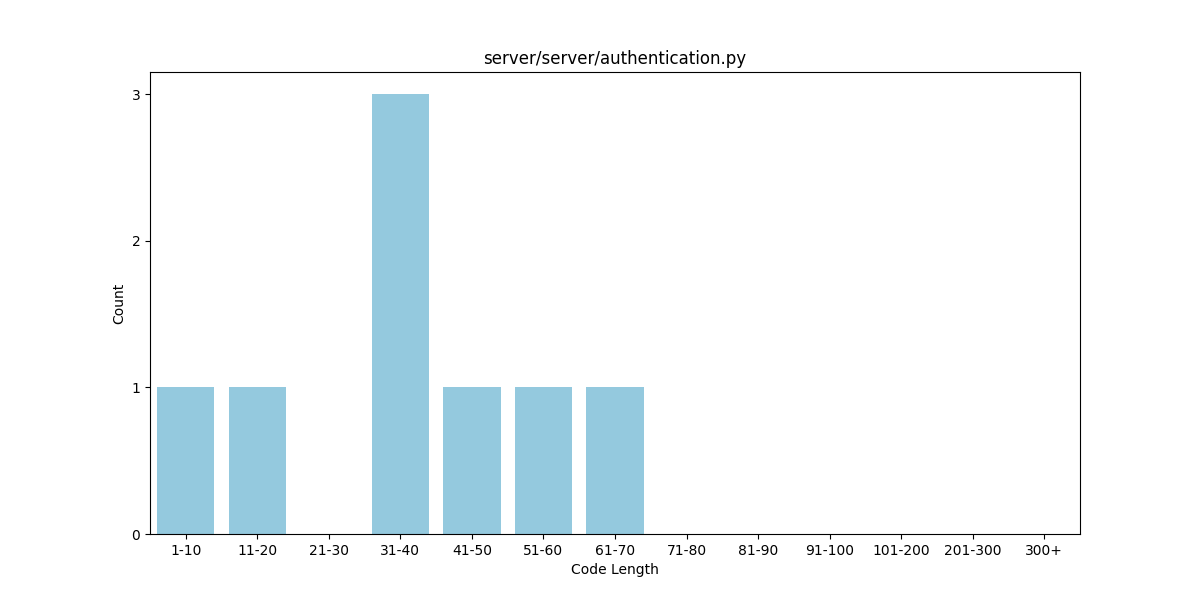 server/server/authentication.py
3
2
1
0
Count
1-10 11-20 21-30 31-40 41-50 51-60 61-70 71-80 81-90 91-100 101-200 201-300 300+
Code Length